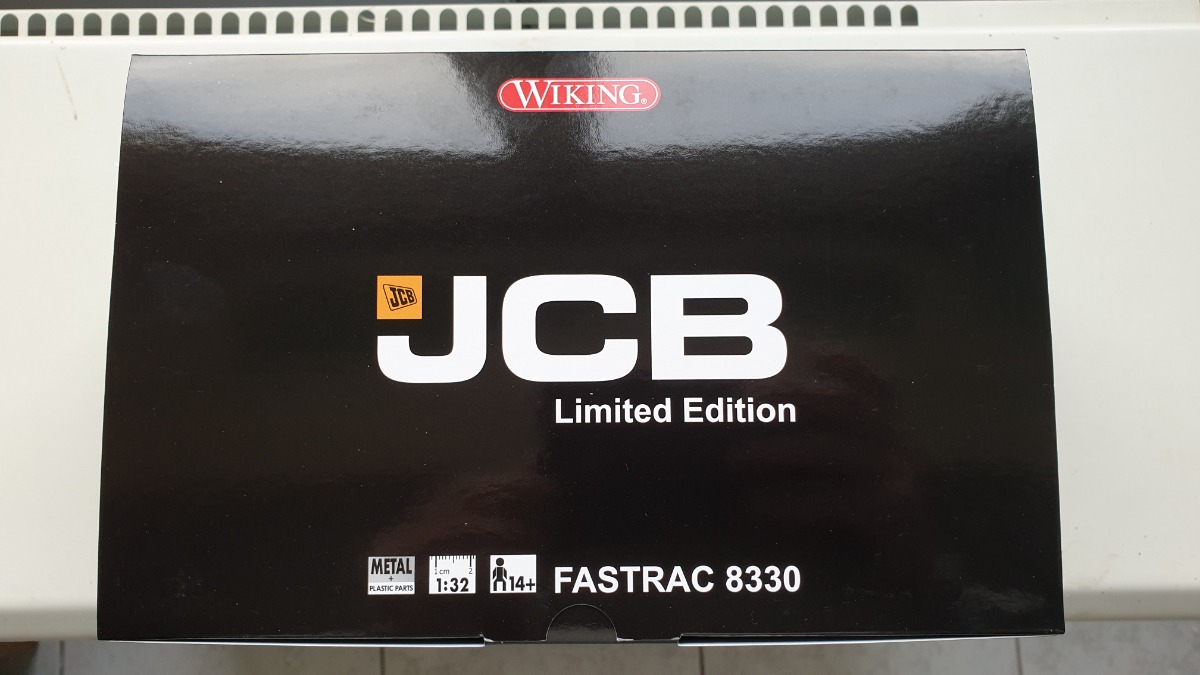 WIKING®
JCB
JCB
Limited Edition
METAL
+
PLASTIC PARTS
1 cm 2
1:32
14+
FASTRAC 8330